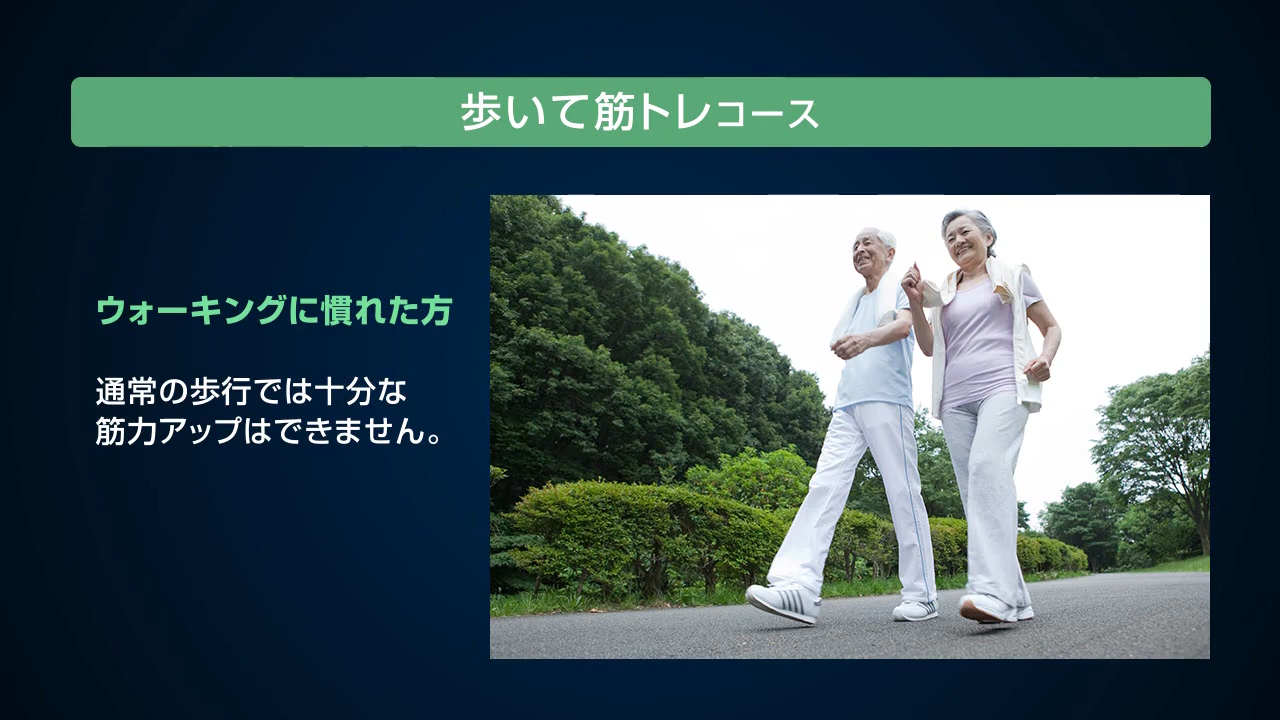 歩いて筋トレコース
ウォーキングに慣れた方
通常の歩行では十分な
筋力アップはできません。